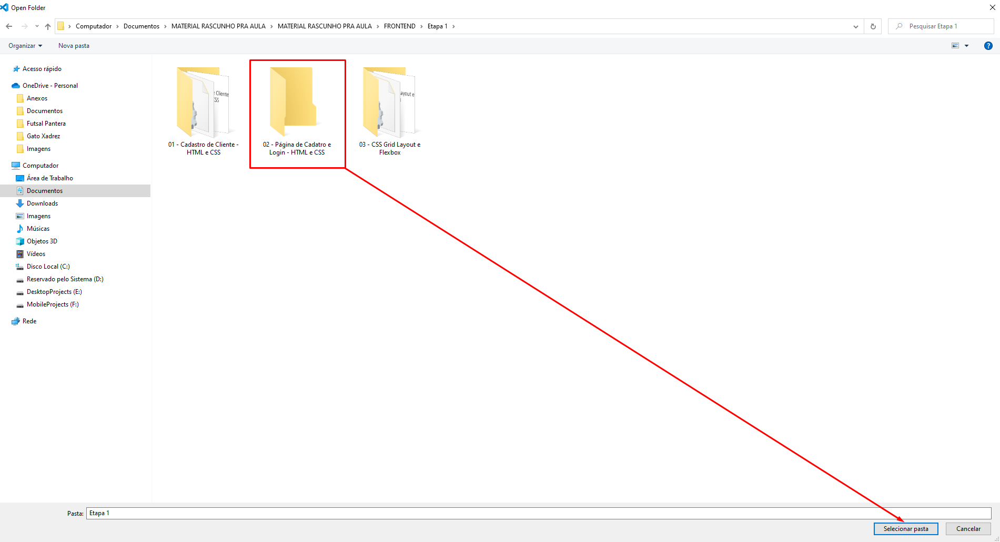 Open Folder
Computador > Documentos > MATERIAL RASCUNHO PRA AULA > MATERIAL RASCUNHO PRA AULA > FRONTEND > Etapa 1 >
Pesquisar Etapa 1
Organizar
Nova pasta
?
Acesso rápido
OneDrive - Personal
Anexos
Documentos
Futsal Pantera
Gato Xadrez
Imagens
Computador
Área de Trabalho
Documentos
Downloads
Imagens
Músicas
Objetos 3D
Vídeos
Disco Local (C:)
Reservado pelo Sistema (D:)
DesktopProjects (E:)
MobileProjects (F:)
Rede
Cliente
SS
01 - Cadastro de Cliente -
HTML e CSS
02 - Página de Cadatro e
Login - HTML e CSS
ayout e
03 - CSS Grid Layout e
Flexbox
Pasta:
Etapa 1
Selecionar pasta
Cancelar